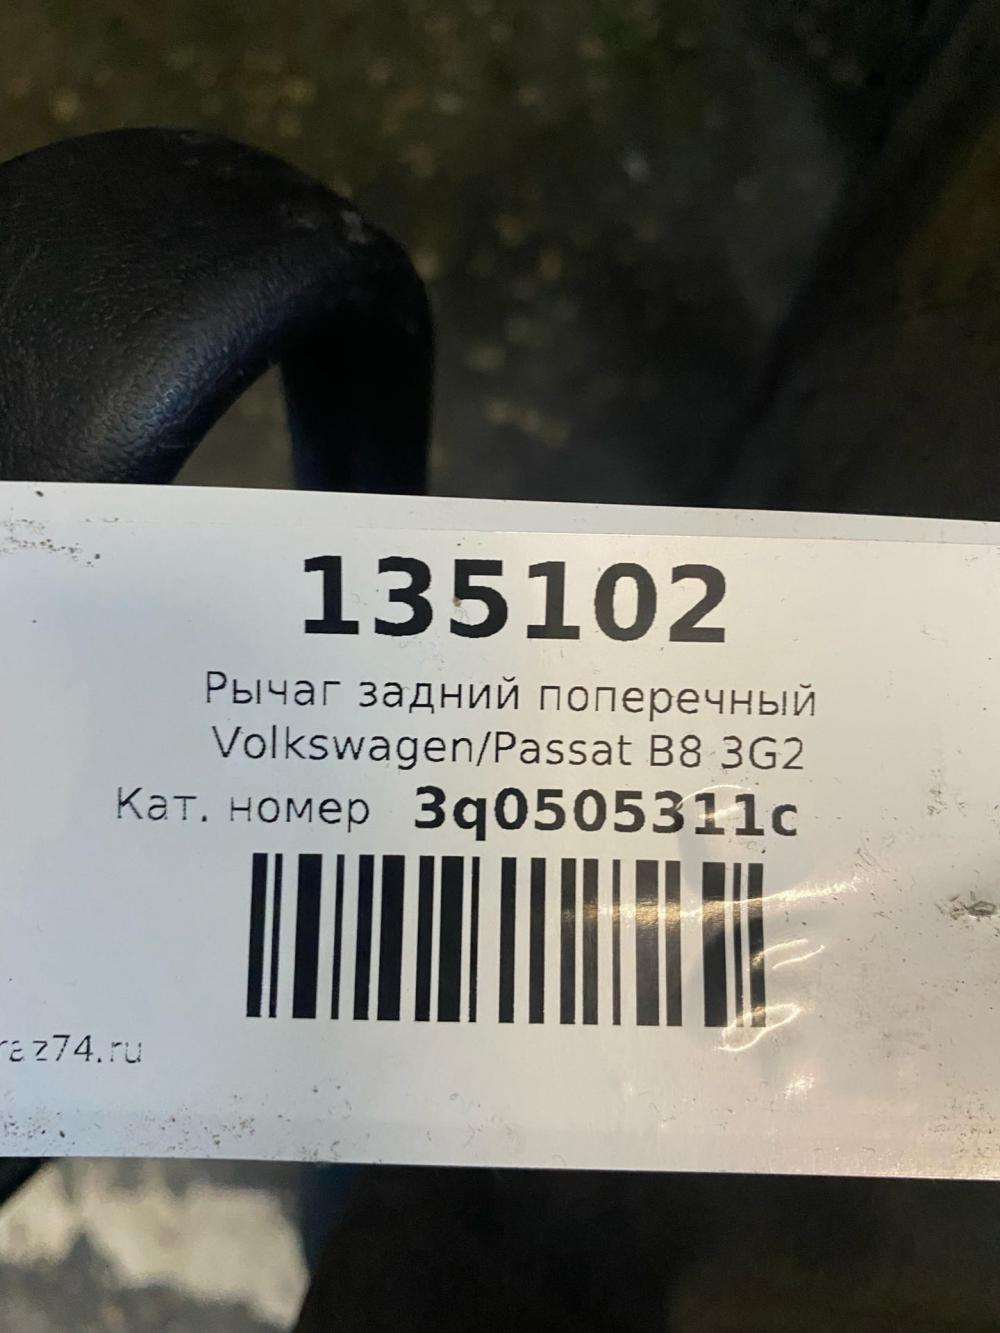 135102
Рычаг задний поперечный
Volkswagen/Passat B8 3G2
Кат. номер 3q0505311c
raz74.ru